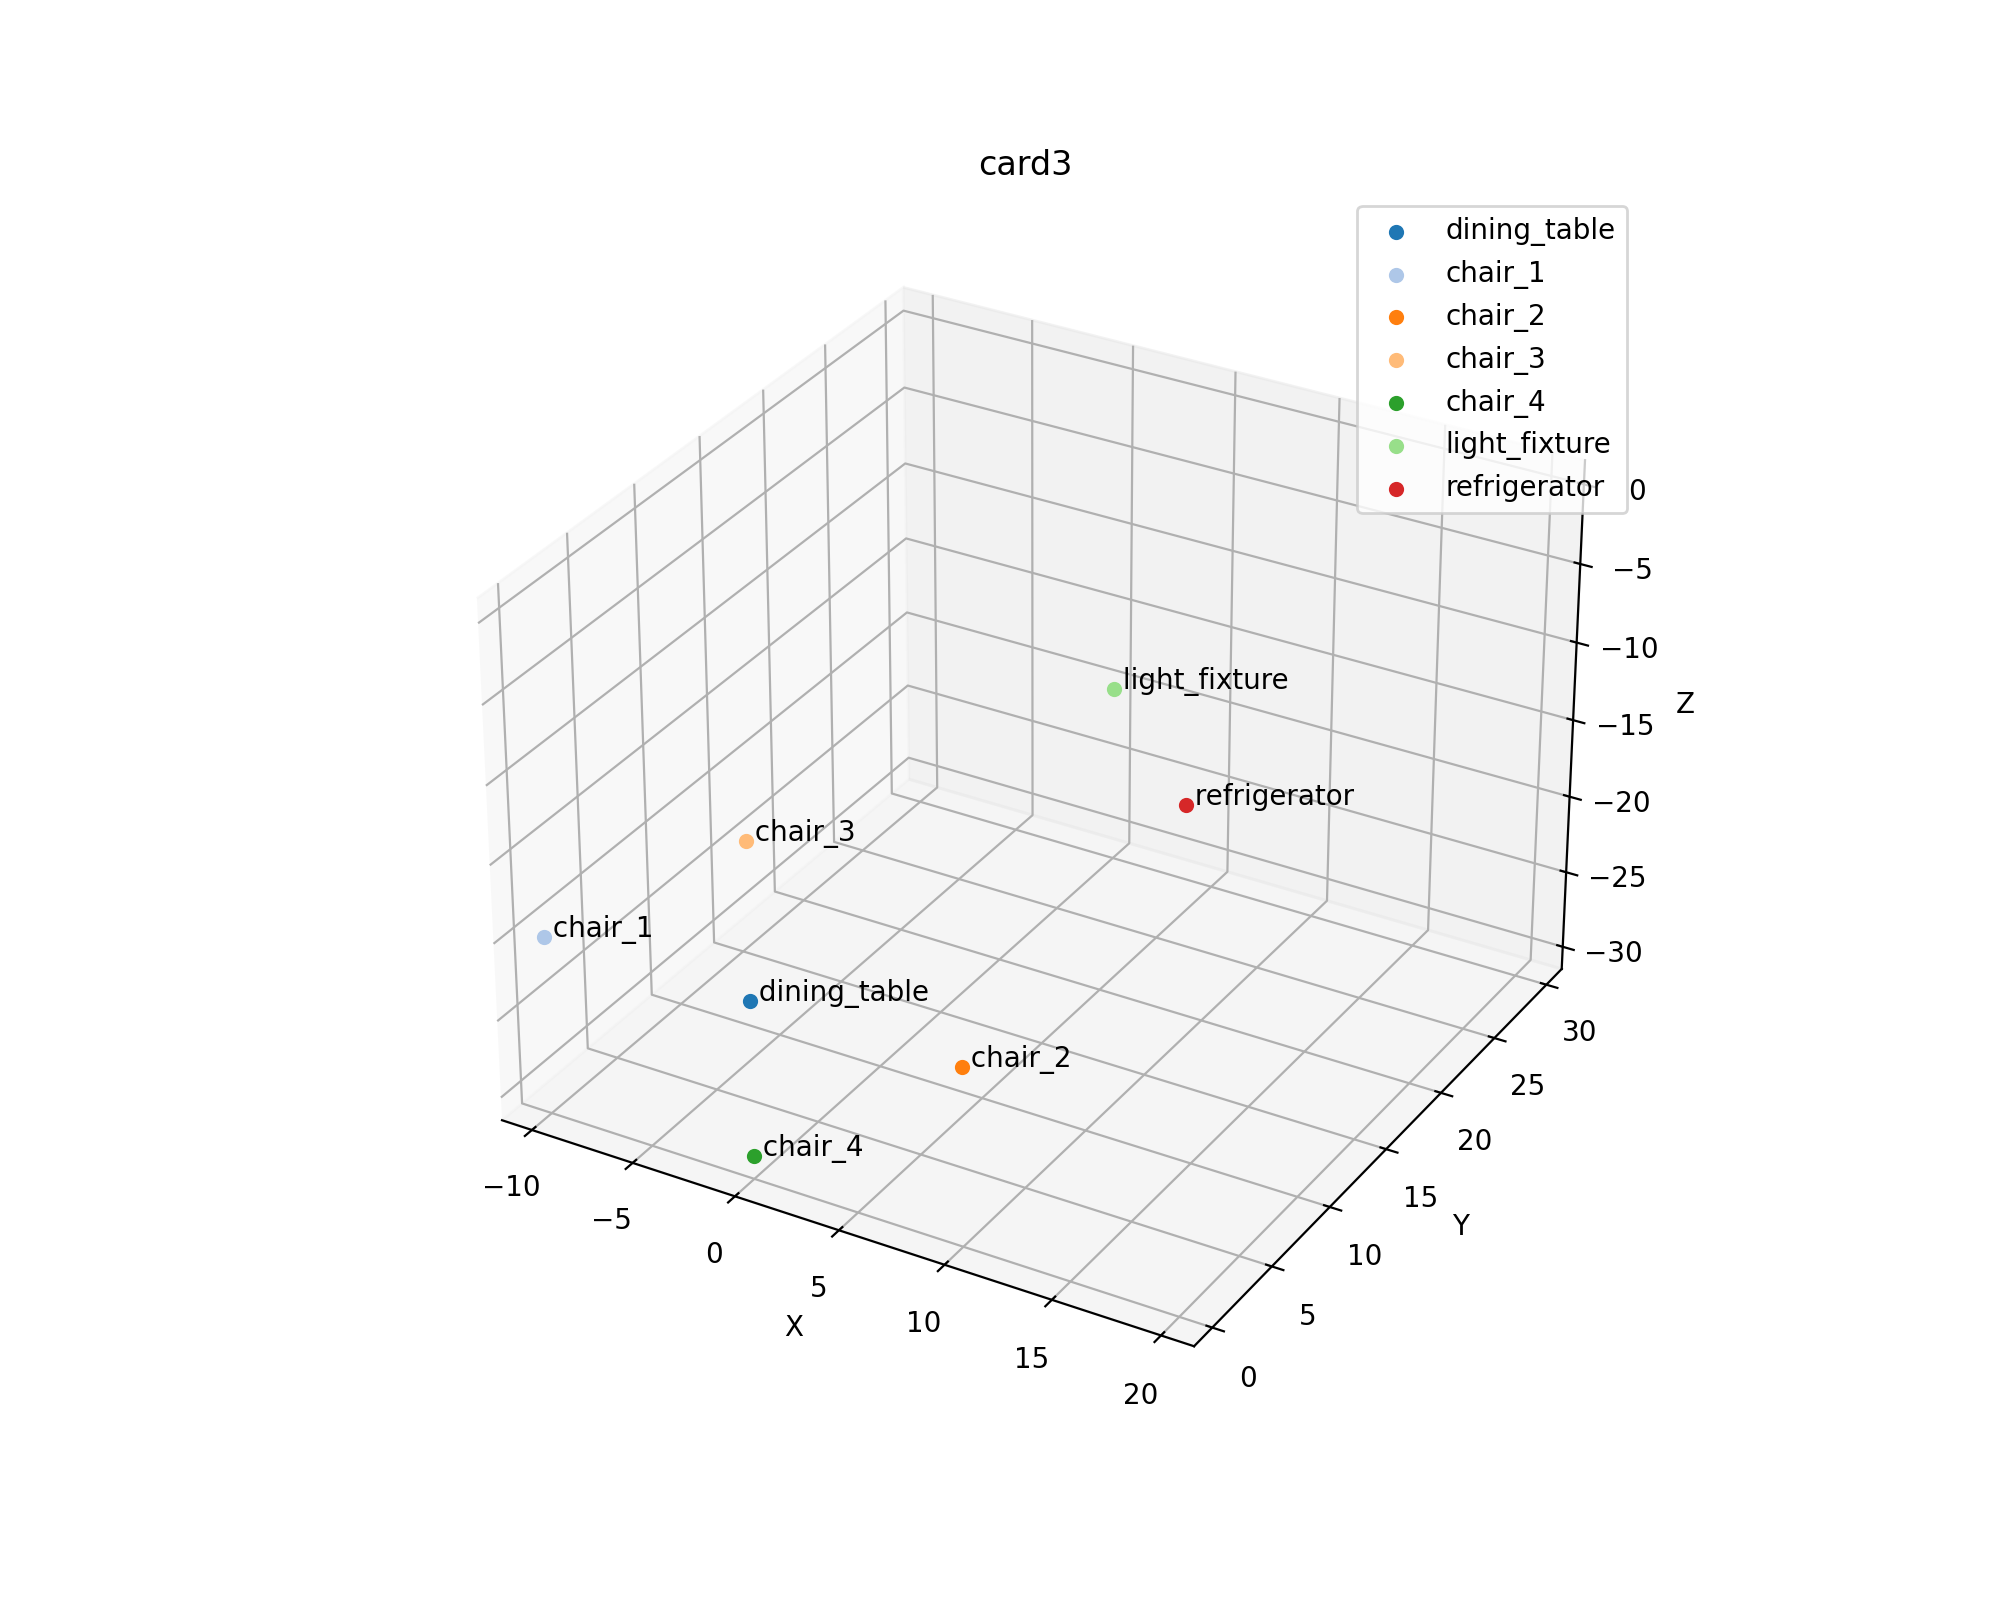 card3
dining_table
chair_1
chair_2
chair_3
chair_4
light_fixture
refrigerator
0
−5
−10
−15
−20
−25
−30
Z
light_fixture
refrigerator
chair_3
chair_1
dining_table
chair_2
chair_4
−10
−5
0
5
10
15
20
X
0
5
10
15
20
25
30
Y